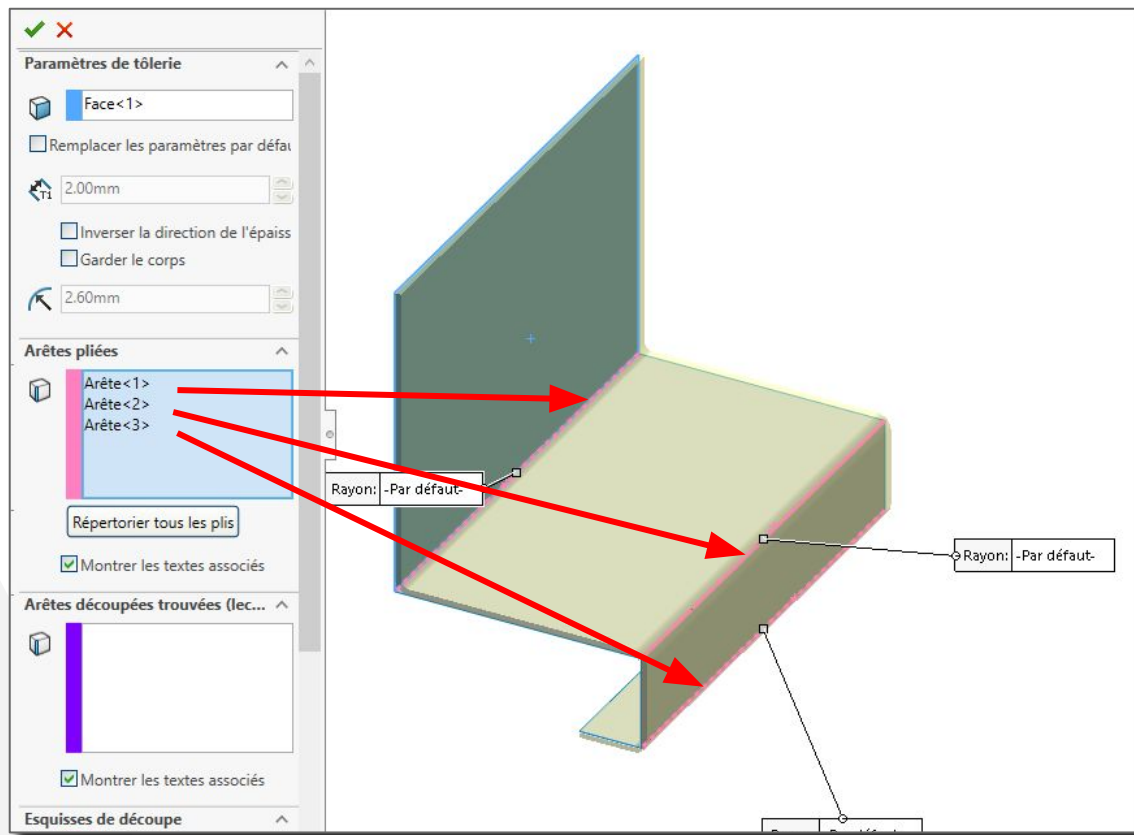 Paramètres de tôlerie
Face<1>
Remplacer les paramètres par défau
T1
2.00mm
Inverser la direction de l'épaiss
Garder le corps
2.60mm
Arêtes pliées
Arête<1>
Arête<2>
Arête<3>
Rayon: -Par défaut-
Répertorier tous les plis
Rayon: -Par défaut-
Montrer les textes associés
Arêtes découpées trouvées (lec...
Montrer les textes associés
Esquisses de découpe